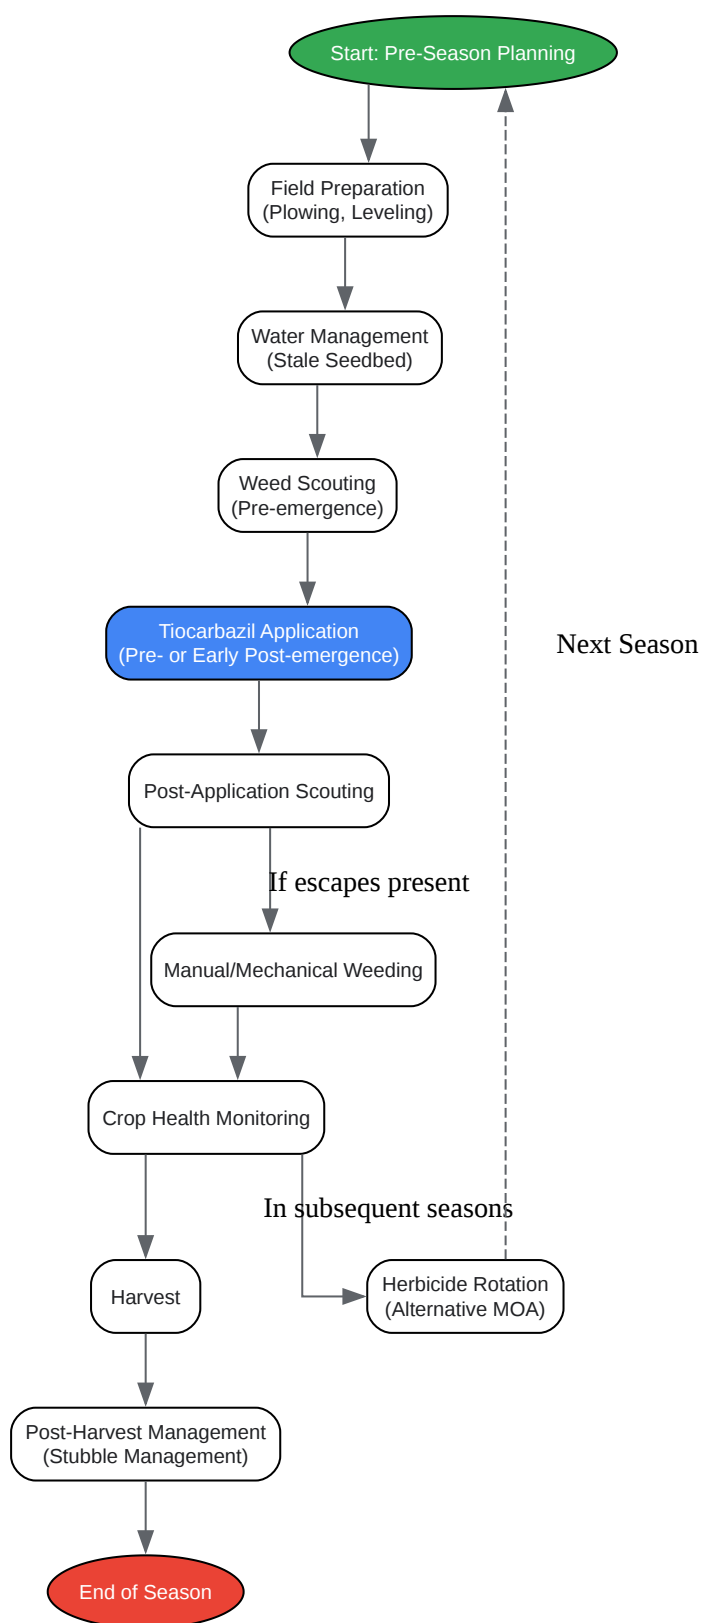 Start: Pre-Season Planning
Field Preparation
(Plowing, Leveling)
Water Management
(Stale Seedbed)
Weed Scouting
(Pre-emergence)
Tiocarbazil Application
(Pre- or Early Post-emergence)
Next Season
Post-Application Scouting
If escapes present
Manual/Mechanical Weeding
Crop Health Monitoring
In subsequent seasons
Harvest
Herbicide Rotation
(Alternative MOA)
Post-Harvest Management
(Stubble Management)
End of Season